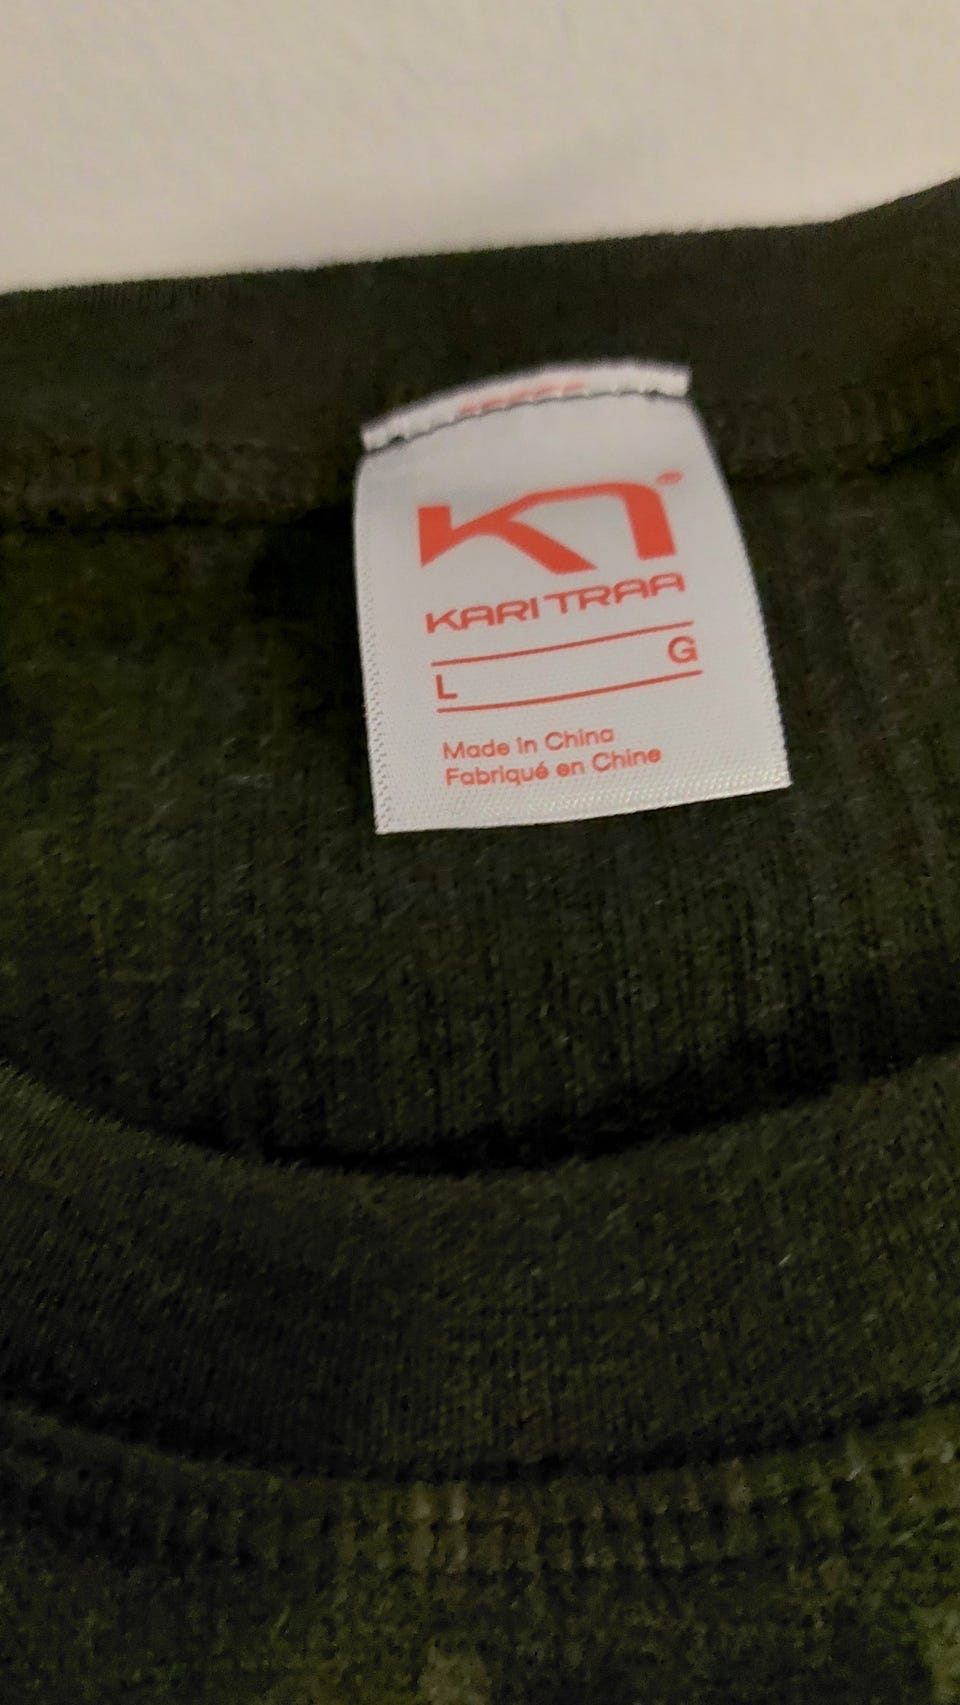 KT®
KARI TRAA
L G
Made in China
Fabriqué en Chine